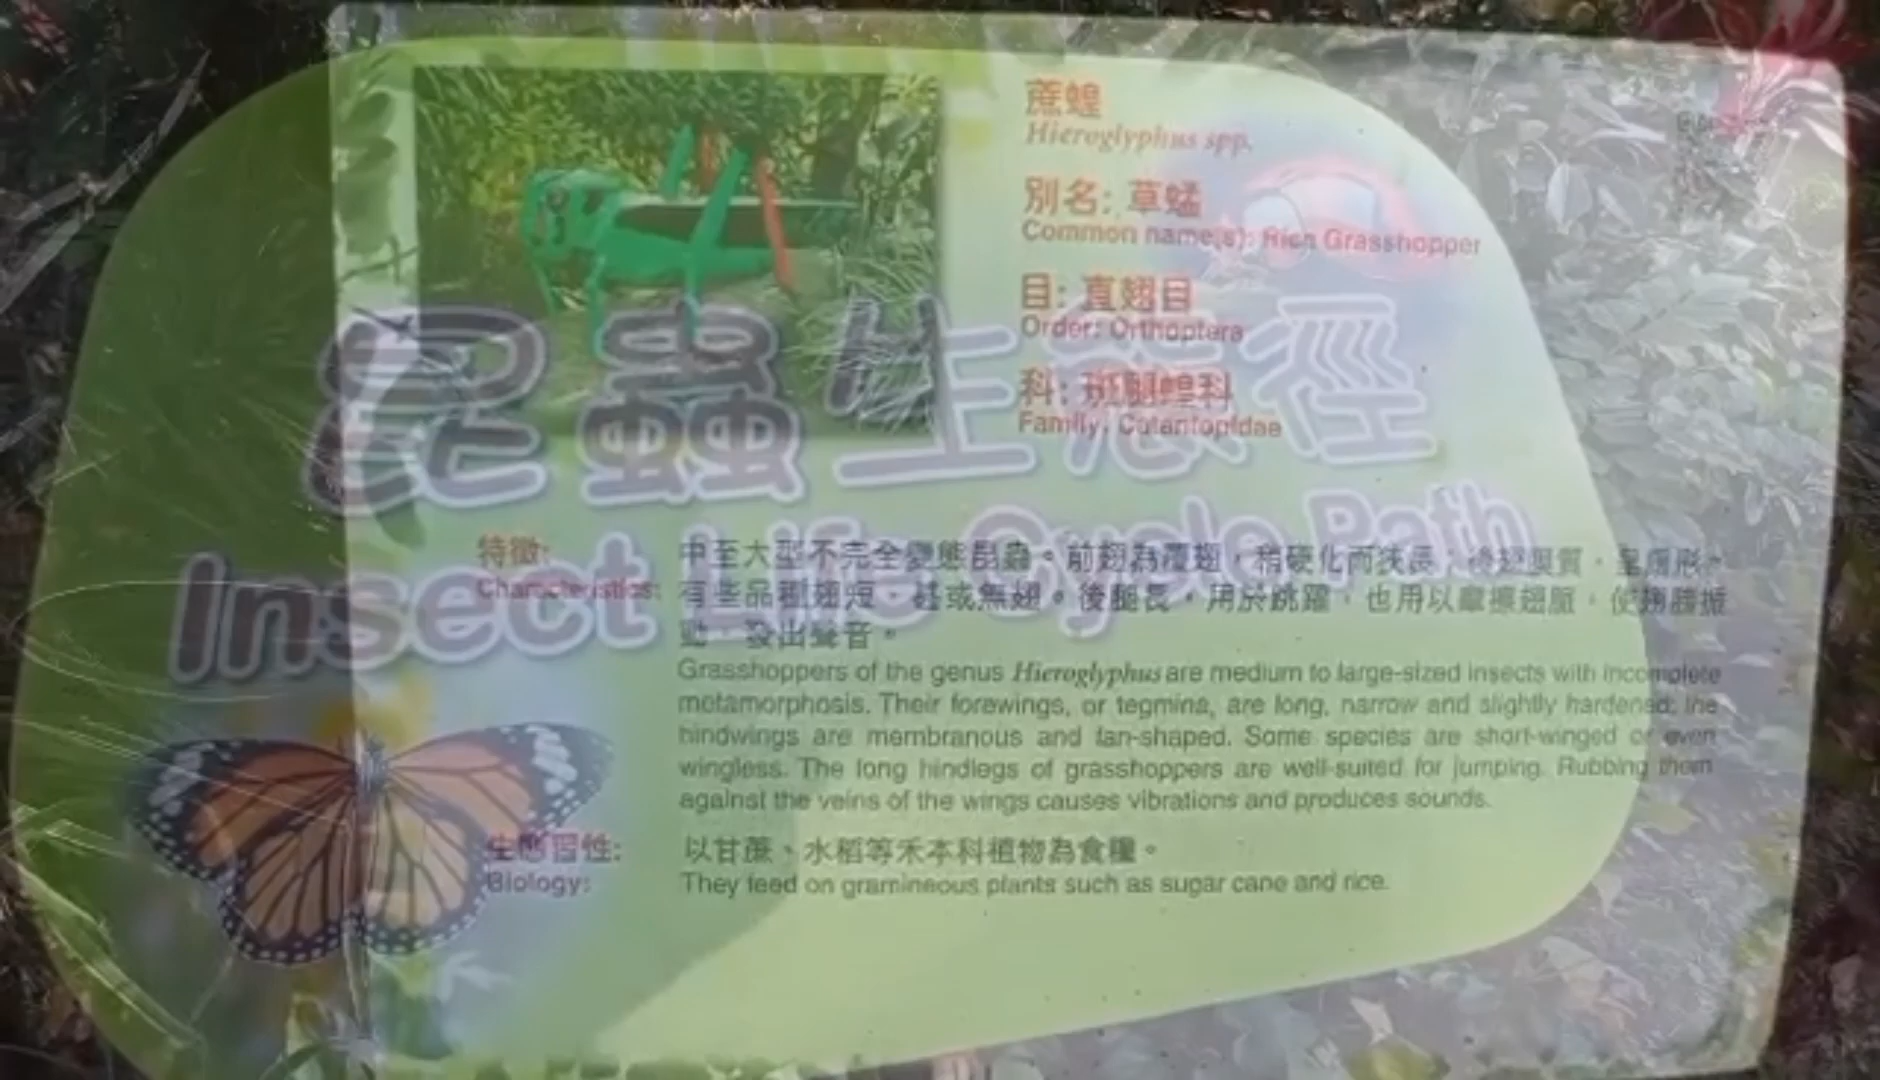 蔗蝗
Hieroglyphus spp.
別名: 草蜢
Common name(s): Rice Grasshopper
目: 直翅目
Order: Orthoptera
科: 斑腿蝗科
Family: Catantopidae
昆蟲生態徑
Insect Life Cycle Path
特徵:
Characteristics:
中至大型不完全變態昆蟲。前翅為覆翅，稍硬化而狹長；後翅膜質，呈扇形。
有些品種翅短，甚或無翅。後腿長，用於跳躍，也用以摩擦翅脈，使翅膀振
動，發出聲音。
Grasshoppers of the genus Hieroglyphus are medium to large-sized insects with incomplete
metamorphosis. Their forewings, or tegmina, are long, narrow and slightly hardened; the
hindwings are membranous and fan-shaped. Some species are short-winged or even
wingless. The long hindlegs of grasshoppers are well-suited for jumping. Rubbing them
against the veins of the wings causes vibrations and produces sounds.
生態習性:
Biology:
以甘蔗、水稻等禾本科植物為食糧。
They feed on gramineous plants such as sugar cane and rice.